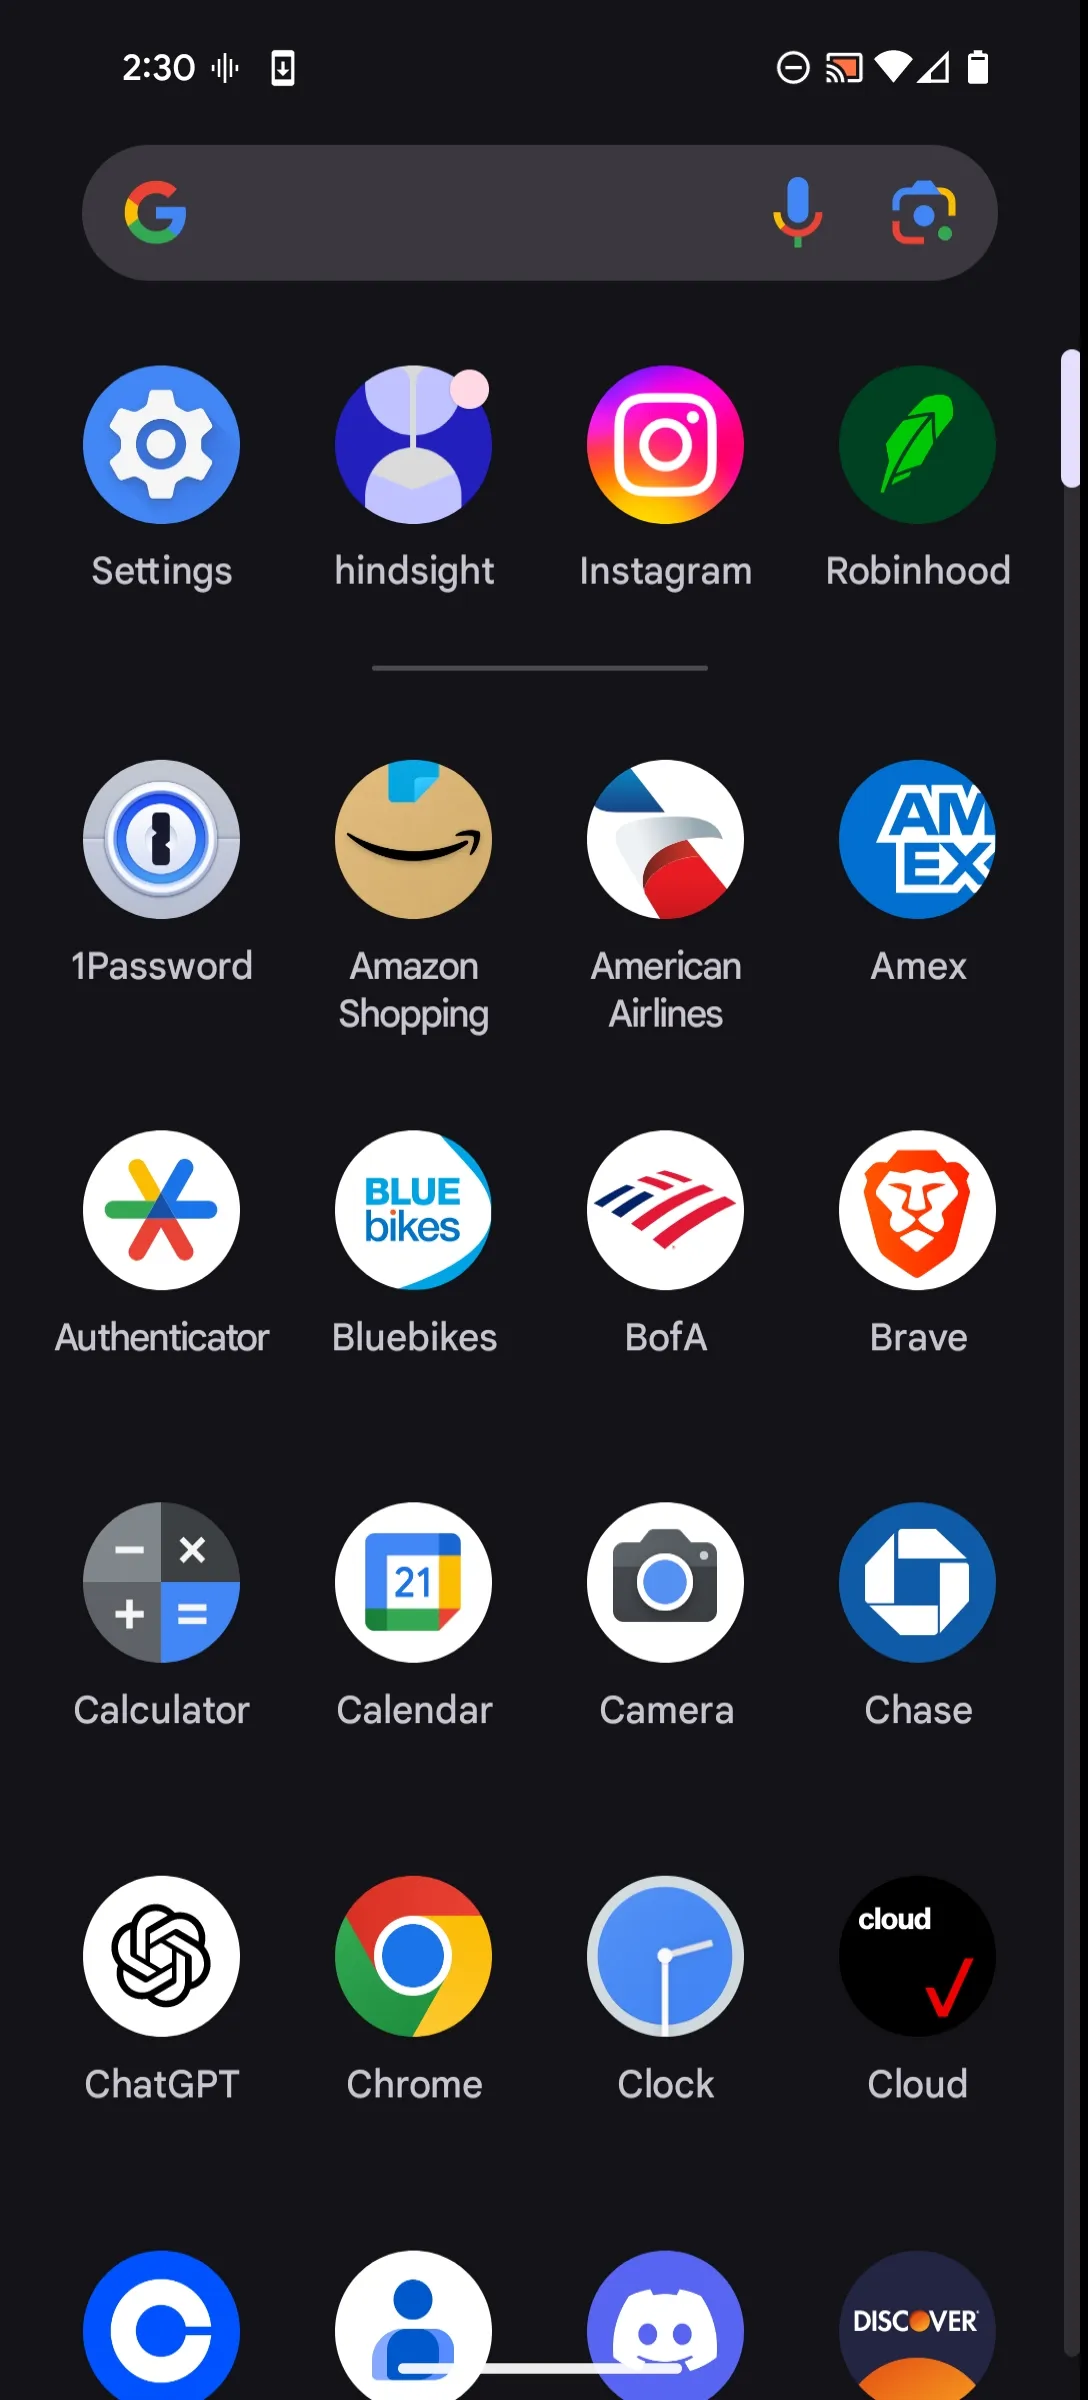 2:30
Settings
hindsight
Instagram
Robinhood
AM
EX
1Password
Amazon
Shopping
American
Airlines
Amex
BLUE
bikes
Authenticator
Bluebikes
BofA
Brave
21
Calculator
Calendar
Camera
Chase
cloud
ChatGPT
Chrome
Clock
Cloud
DISCOVER